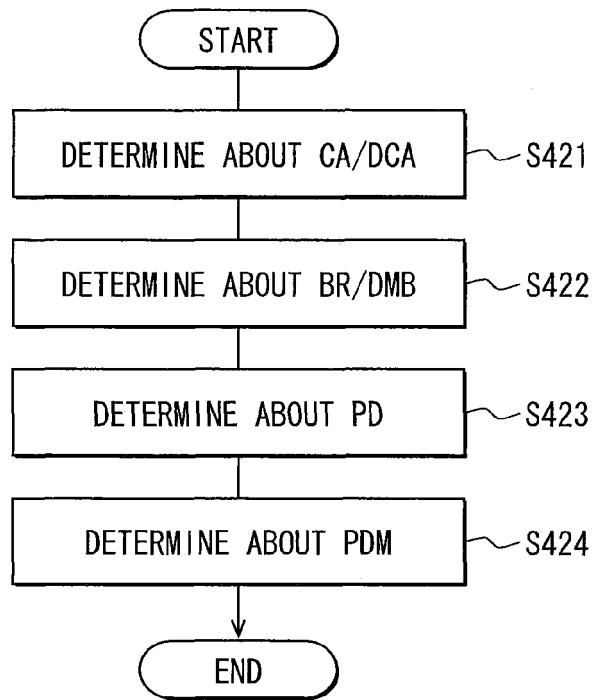 START
DETERMINE ABOUT CA/DCA S421
DETERMINE ABOUT BR/DMB S422
DETERMINE ABOUT PD S423
DETERMINE ABOUT PDM S424
END